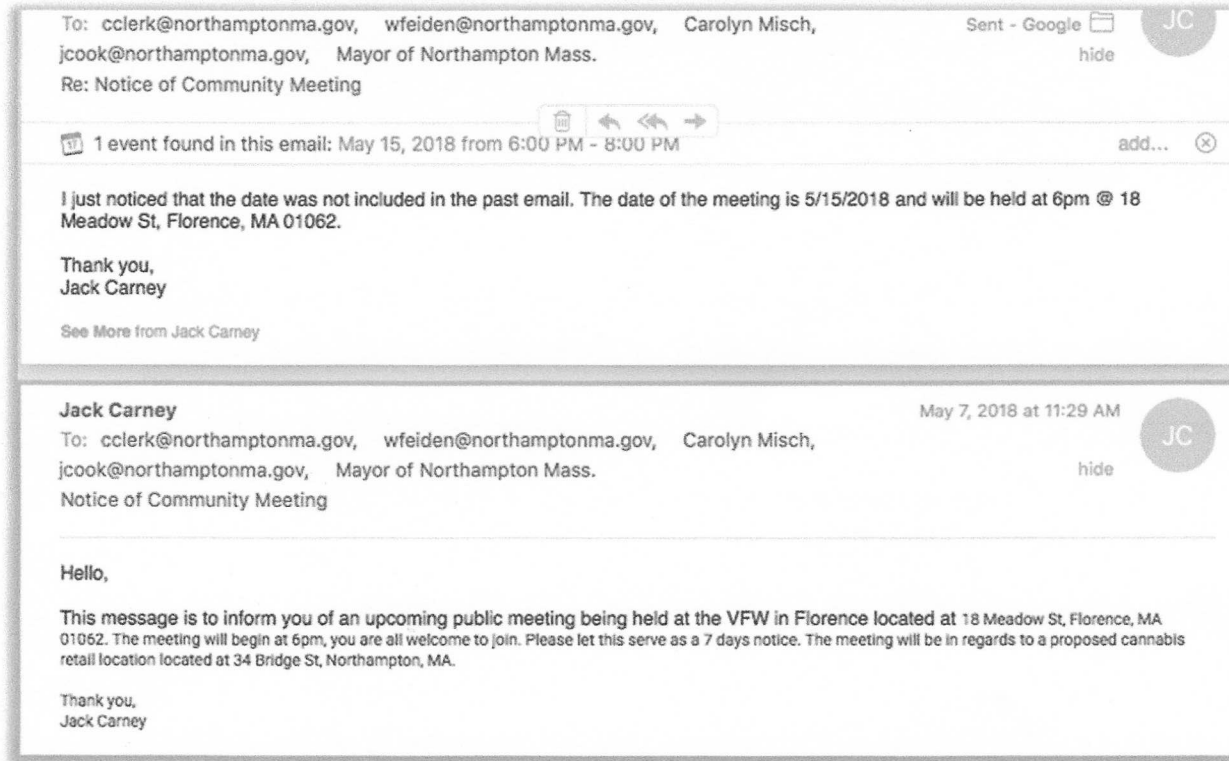 To: cclerk@northamptonma.gov, wfeiden@northamptonma.gov, Carolyn Misch, Sent - Google JC
jcook@northamptonma.gov, Mayor of Northampton Mass. hide
Re: Notice of Community Meeting
1 event found in this email: May 15, 2018 from 6:00 PM - 8:00 PM add...
I just noticed that the date was not included in the past email. The date of the meeting is 5/15/2018 and will be held at 6pm @ 18
Meadow St, Florence, MA 01062.
Thank you,
Jack Carney
See More from Jack Carney
Jack Carney May 7, 2018 at 11:29 AM
To: cclerk@northamptonma.gov, wfeiden@northamptonma.gov, Carolyn Misch, JC
jcook@northamptonma.gov, Mayor of Northampton Mass. hide
Notice of Community Meeting
Hello,
This message is to inform you of an upcoming public meeting being held at the VFW in Florence located at 18 Meadow St, Florence, MA
01062. The meeting will begin at 6pm, you are all welcome to join. Please let this serve as a 7 days notice. The meeting will be in regards to a proposed cannabis
retail location located at 34 Bridge St, Northampton, MA.
Thank you,
Jack Carney